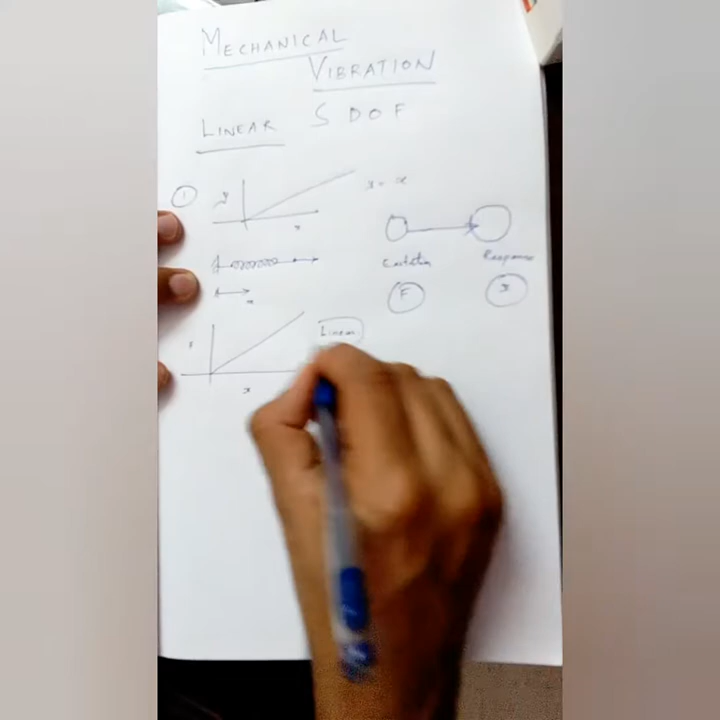 MECHANICAL
VIBRATION
LINEAR SDOF
1
y
y = x
x
Excitation Response
F x
x
Linear
F
x